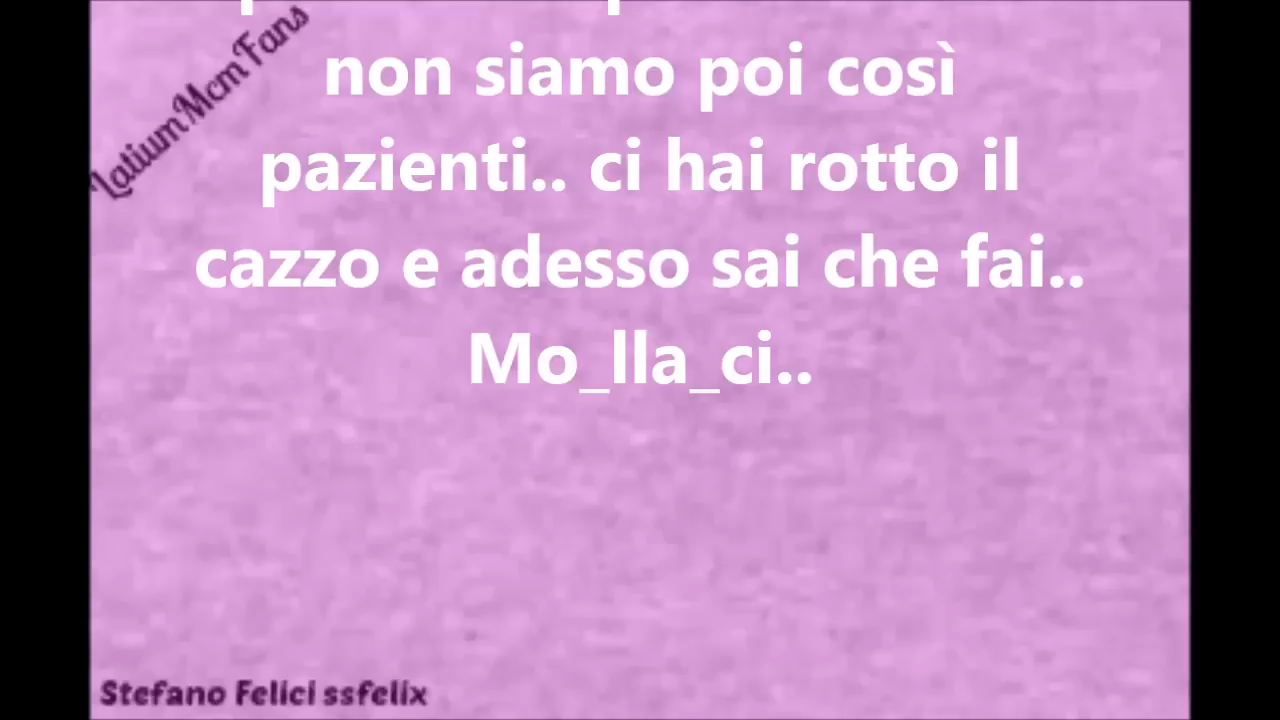 LatiumMcmFans
non siamo poi così
pazienti.. ci hai rotto il
cazzo e adesso sai che fai..
Mo_lla_ci..
Stefano Felici ssfelix